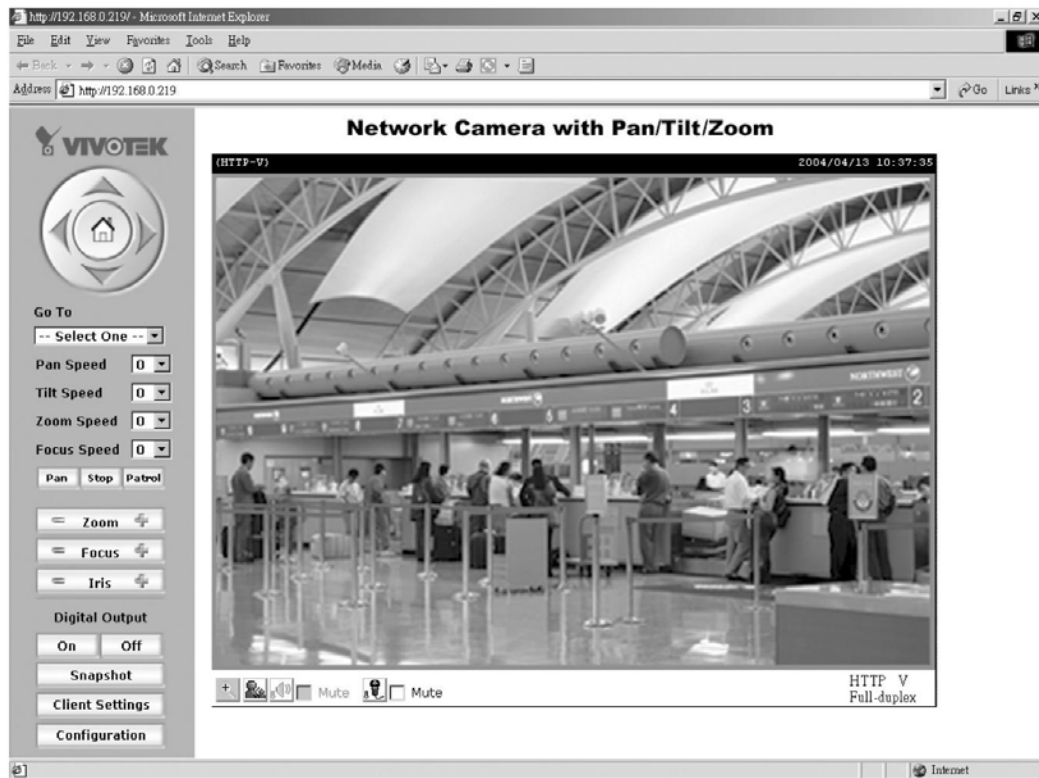 http://192.168.0.219/ - Microsoft Internet Explorer
File Edit View Favorites Tools Help
Back Search Favorites Media
Address http://192.168.0.219 Go Links
VIVOTEK
Network Camera with Pan/Tilt/Zoom
(HTTP-V) 2004/04/13 10:37:35
Go To
-- Select One --
Pan Speed 0
Tilt Speed 0
Zoom Speed 0
Focus Speed 0
Pan Stop Patrol
Zoom
Focus
Iris
Digital Output
On Off
Snapshot
Client Settings
Configuration
NORTHWEST
4 3 2
Mute Mute
HTTP V
Full-duplex
Internet